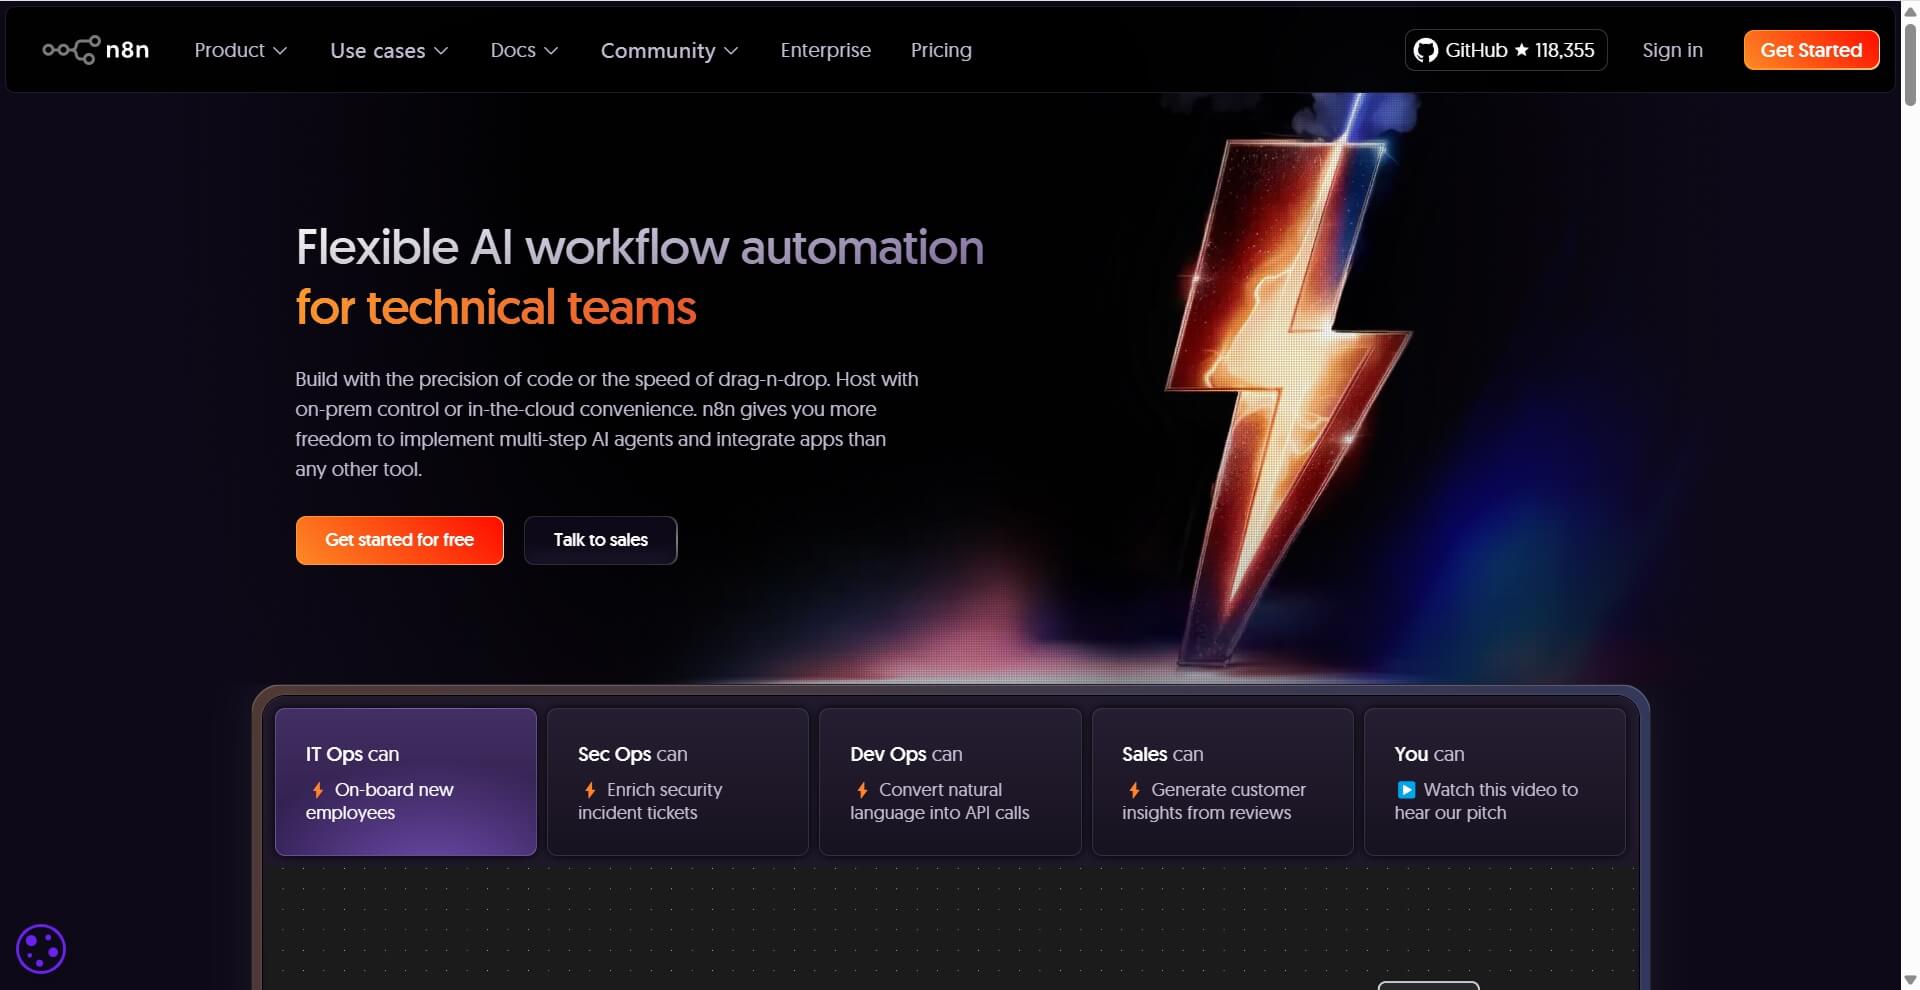 n8n Product Use cases Docs Community Enterprise Pricing GitHub ★ 118,355 Sign in Get Started
Flexible AI workflow automation
for technical teams
Build with the precision of code or the speed of drag-n-drop. Host with
on-prem control or in-the-cloud convenience. n8n gives you more
freedom to implement multi-step AI agents and integrate apps than
any other tool.
Get started for free Talk to sales
IT Ops can
On-board new
employees
Sec Ops can
Enrich security
incident tickets
Dev Ops can
Convert natural
language into API calls
Sales can
Generate customer
insights from reviews
You can
Watch this video to
hear our pitch